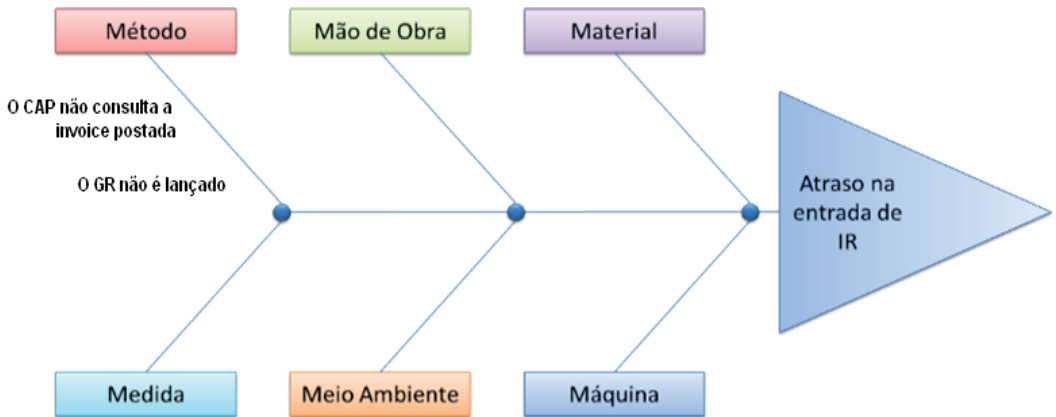 Método
Mão de Obra
Material
O CAP não consulta a
invoice postada
O GR não é lançado
Atraso na
entrada de
IR
Medida
Meio Ambiente
Máquina